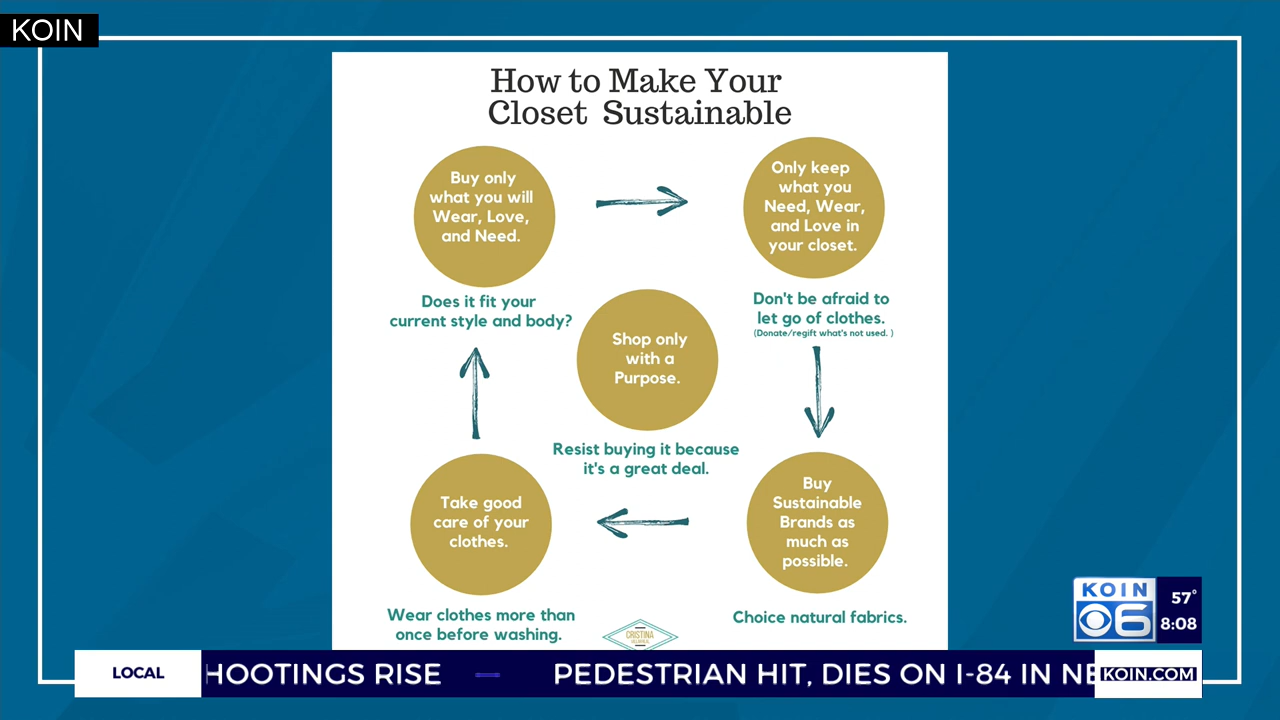 KOIN
How to Make Your
Closet Sustainable
Buy only
what you will
Wear, Love,
and Need.
Does it fit your
current style and body?
Only keep
what you
Need, Wear,
and Love in
your closet.
Don't be afraid to
let go of clothes.
(Donate/regift what's not used. )
Shop only
with a
Purpose.
Resist buying it because
it's a great deal.
Take good
care of your
clothes.
Wear clothes more than
once before washing.
Buy
Sustainable
Brands as
much as
possible.
Choice natural fabrics.
CRISTINA
KOIN
6
57°
8:08
LOCAL
HOOTINGS RISE — PEDESTRIAN HIT, DIES ON I-84 IN NE
KOIN.COM